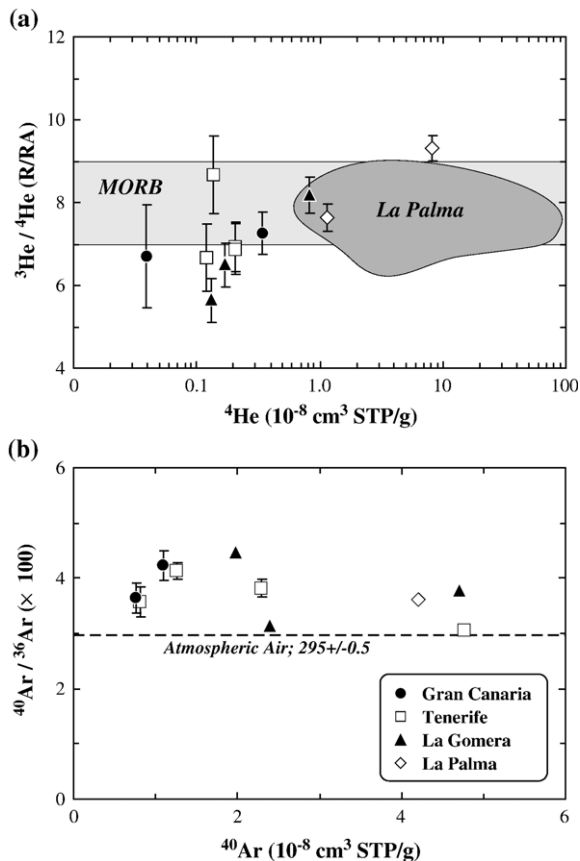 (a)
12
10
8
6
4
³He / ⁴He (R/RA)
MORB
La Palma
0
0.1
1.0
10
100
⁴He (10⁻⁸ cm³ STP/g)
(b)
6
4
2
0
⁴⁰Ar / ³⁶Ar (× 100)
Atmospheric Air; 295+/-0.5
Gran Canaria
Tenerife
La Gomera
La Palma
0
2
4
6
⁴⁰Ar (10⁻⁸ cm³ STP/g)